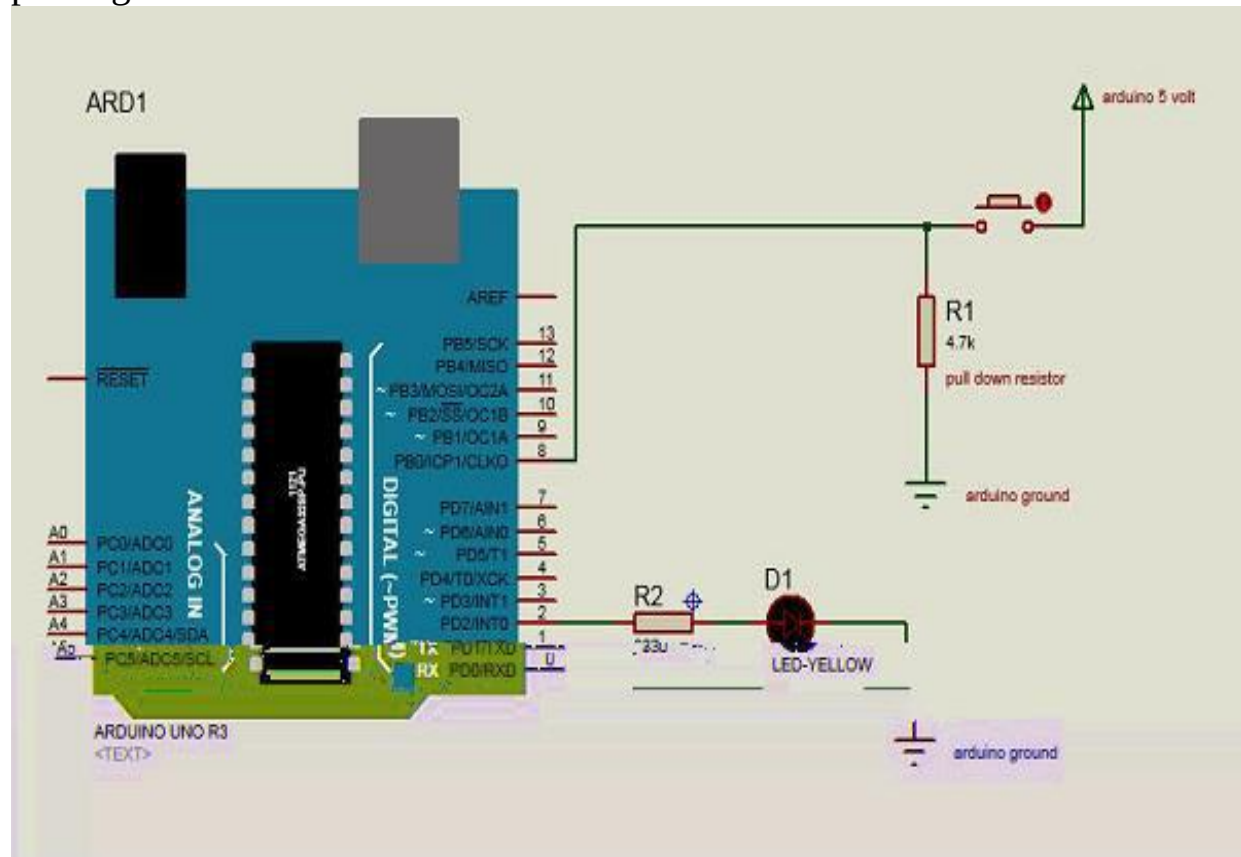 ARD1
arduino 5 volt
AREF
13
PB5/SCK
12
PB4/MISO
11
~ PB3/MOSI/OC2A
10
~ PB2/SS/OC1B
9
~ PB1/OC1A
8
PB0/ICP1/CLKO
RESET
R1
4.7k
pull down resistor
arduino ground
ANALOG IN
DIGITAL (~PWM)
7
PD7/AIN1
6
~ PD6/AIN0
5
~ PD5/T1
4
PD4/T0/XCK
3
~ PD3/INT1
2
PD2/INT0
1
TX PD1/TXD
0
RX PD0/RXD
A0
PC0/ADC0
A1
PC1/ADC1
A2
PC2/ADC2
A3
PC3/ADC3
A4
PC4/ADC4/SDA
PC5/ADC5/SCL
R2
D1
LED-YELLOW
ARDUINO UNO R3
<TEXT>
arduino ground